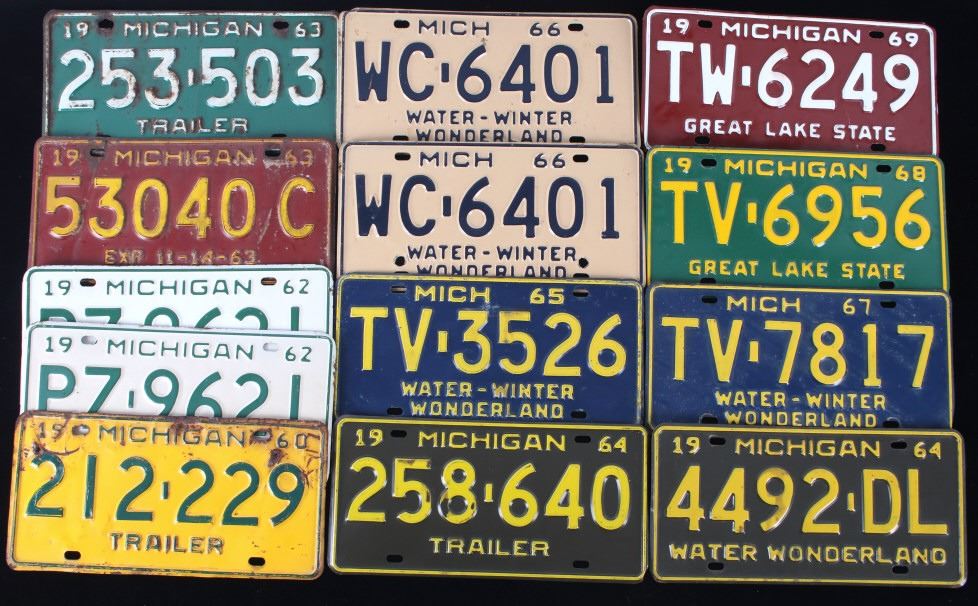 19 MICHIGAN 63
253·503
TRAILER
19 MICHIGAN 63
53040 C
EXP. 11-14-63
19 MICHIGAN 62
PZ·9621
19 MICHIGAN 62
PZ·9621
19 MICHIGAN 60
212·229
TRAILER
MICH 66
WC·6401
WATER-WINTER
WONDERLAND
MICH 66
WC·6401
WATER-WINTER
WONDERLAND
MICH 65
TV·3526
WATER-WINTER
WONDERLAND
19 MICHIGAN 64
258·640
TRAILER
19 MICHIGAN 69
TW·6249
GREAT LAKE STATE
19 MICHIGAN 68
TV·6956
GREAT LAKE STATE
MICH 67
TV·7817
WATER-WINTER
WONDERLAND
19 MICHIGAN 64
4492·DL
WATER WONDERLAND